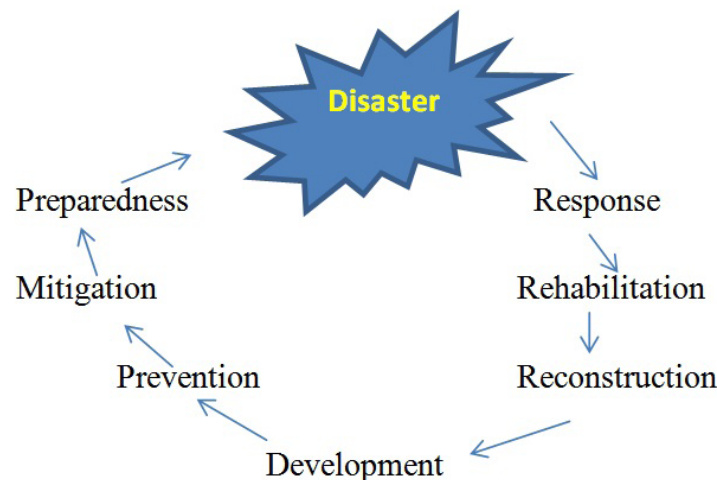 Disaster
Preparedness
Response
Mitigation
Rehabilitation
Prevention
Reconstruction
Development